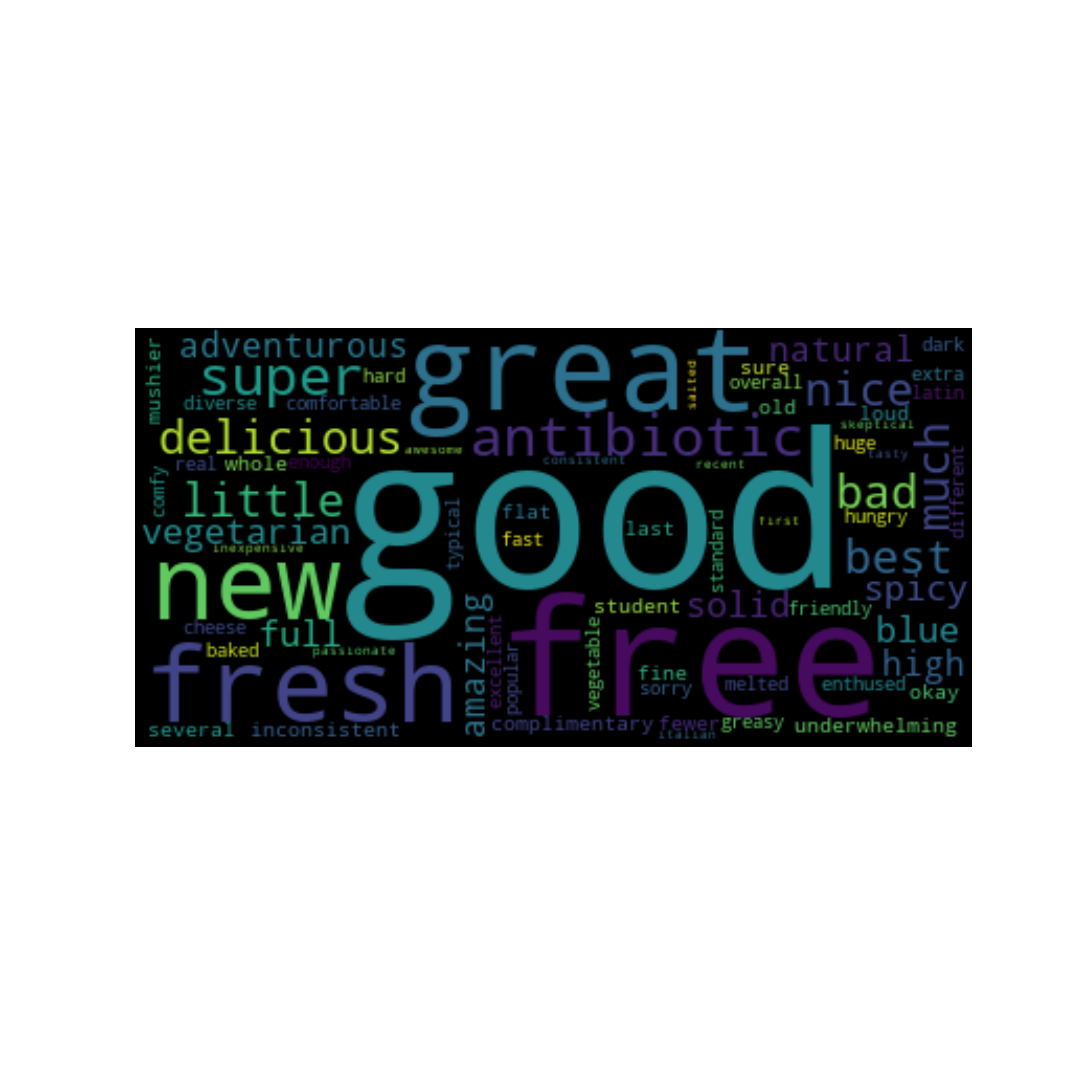 mushier
adventurous
great
natural
dark
super
hard
salted
sure
nice
extra
overall
latin
diverse
comfortable
old
loud
delicious
awesome
antibiotic
skeptical
huge
much
real
whole
enough
consistent
recent
tasty
different
comfy
little
good
bad
typical
flat
last
first
hungry
vegetarian
inexpensive
fast
standard
best
new
spicy
free
student
solid
friendly
cheese
full
amazing
excellent
vegetable
blue
baked
passionate
popular
fine
high
fresh
sorry
melted
enthused
okay
several
inconsistent
complimentary
fewer
greasy
underwhelming
italian